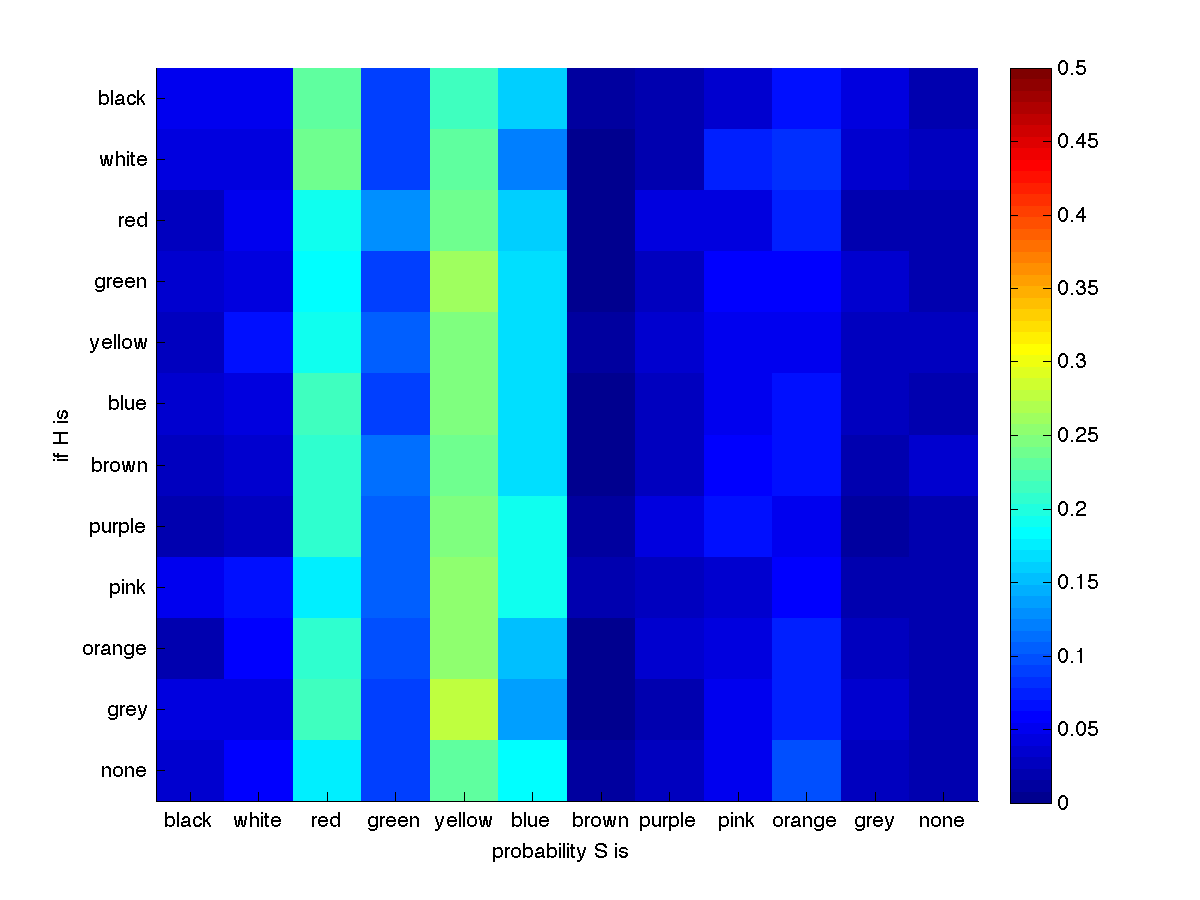 black
white
red
green
yellow
blue
brown
purple
pink
orange
grey
none
if H is
black white red green yellow blue brown purple pink orange grey none
probability S is
0.5
0.45
0.4
0.35
0.3
0.25
0.2
0.15
0.1
0.05
0